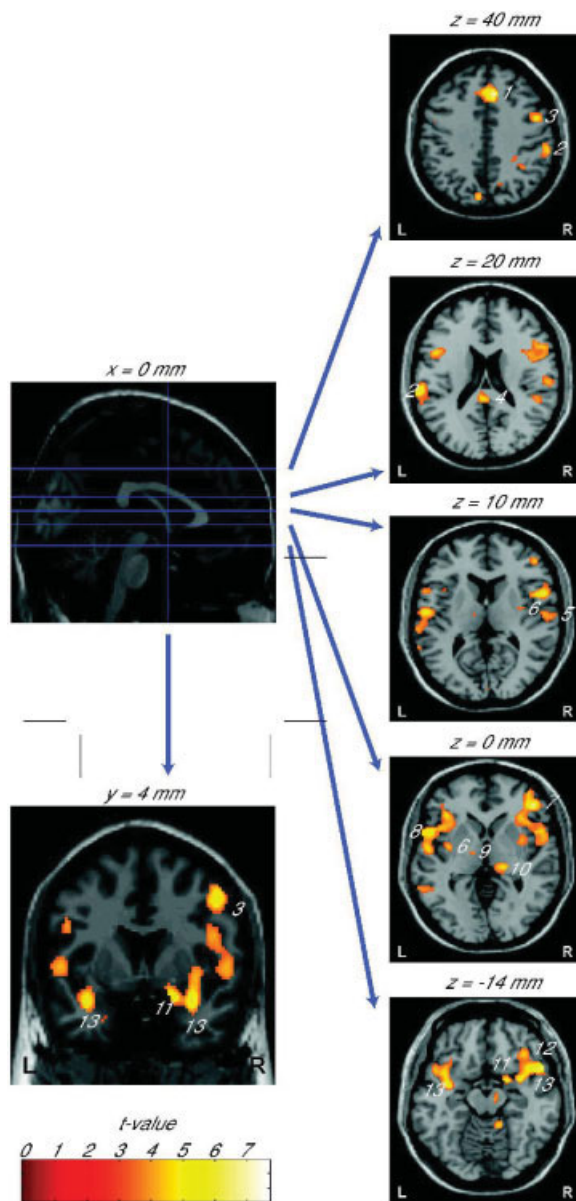 z = 40 mm
1
3
2
L R
z = 20 mm
2
4
L R
x = 0 mm
z = 10 mm
6 5
L R
z = 0 mm
7
8
6 9
10
L R
y = 4 mm
3
11
13 13
L R
z = -14 mm
12
11
13 13
L R
t-value
0 1 2 3 4 5 6 7